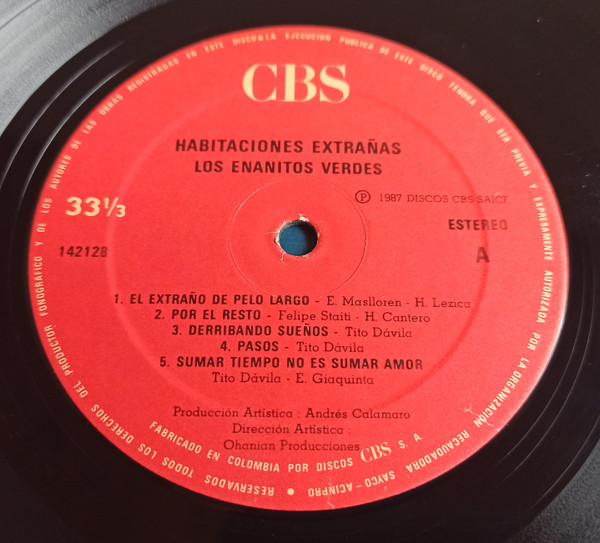 CBS
HABITACIONES EXTRAÑAS
LOS ENANITOS VERDES
33⅓
142128
Ⓟ 1987 DISCOS CBS SAICF
ESTEREO
A
1. EL EXTRAÑO DE PELO LARGO - E. Maslloren - H. Lezica
2. POR EL RESTO - Felipe Staiti - H. Cantero
3. DERRIBANDO SUEÑOS - Tito Dávila
4. PASOS - Tito Dávila
5. SUMAR TIEMPO NO ES SUMAR AMOR
Tito Dávila - E. Giaquinta
Producción Artística : Andrés Calamaro
Dirección Artística :
Ohanian Producciones
FABRICADO EN COLOMBIA POR DISCOS CBS S. A.
RESERVADOS TODOS LOS DERECHOS DEL PRODUCTOR FONOGRAFICO Y DE LOS AUTORES DE LAS OBRAS REGISTRADAS EN ESTE DISCO & LA EJECUCION PUBLICA DE ESTE DISCO TENDRA QUE SER PREVIA Y EXPRESAMENTE AUTORIZADA POR LA ORGANIZACION RECAUDADORA SAYCO-ACINPRO